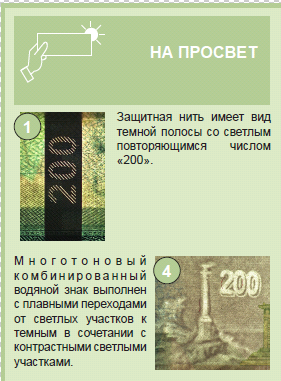 НА ПРОСВЕТ
1
200
Защитная нить имеет вид
темной полосы со светлым
повторяющимся числом
«200».
Многотоновый
комбинированный
водяной знак выполнен
с плавными переходами
от светлых участков к
темным в сочетании с
контрастными светлыми
участками.
4
200